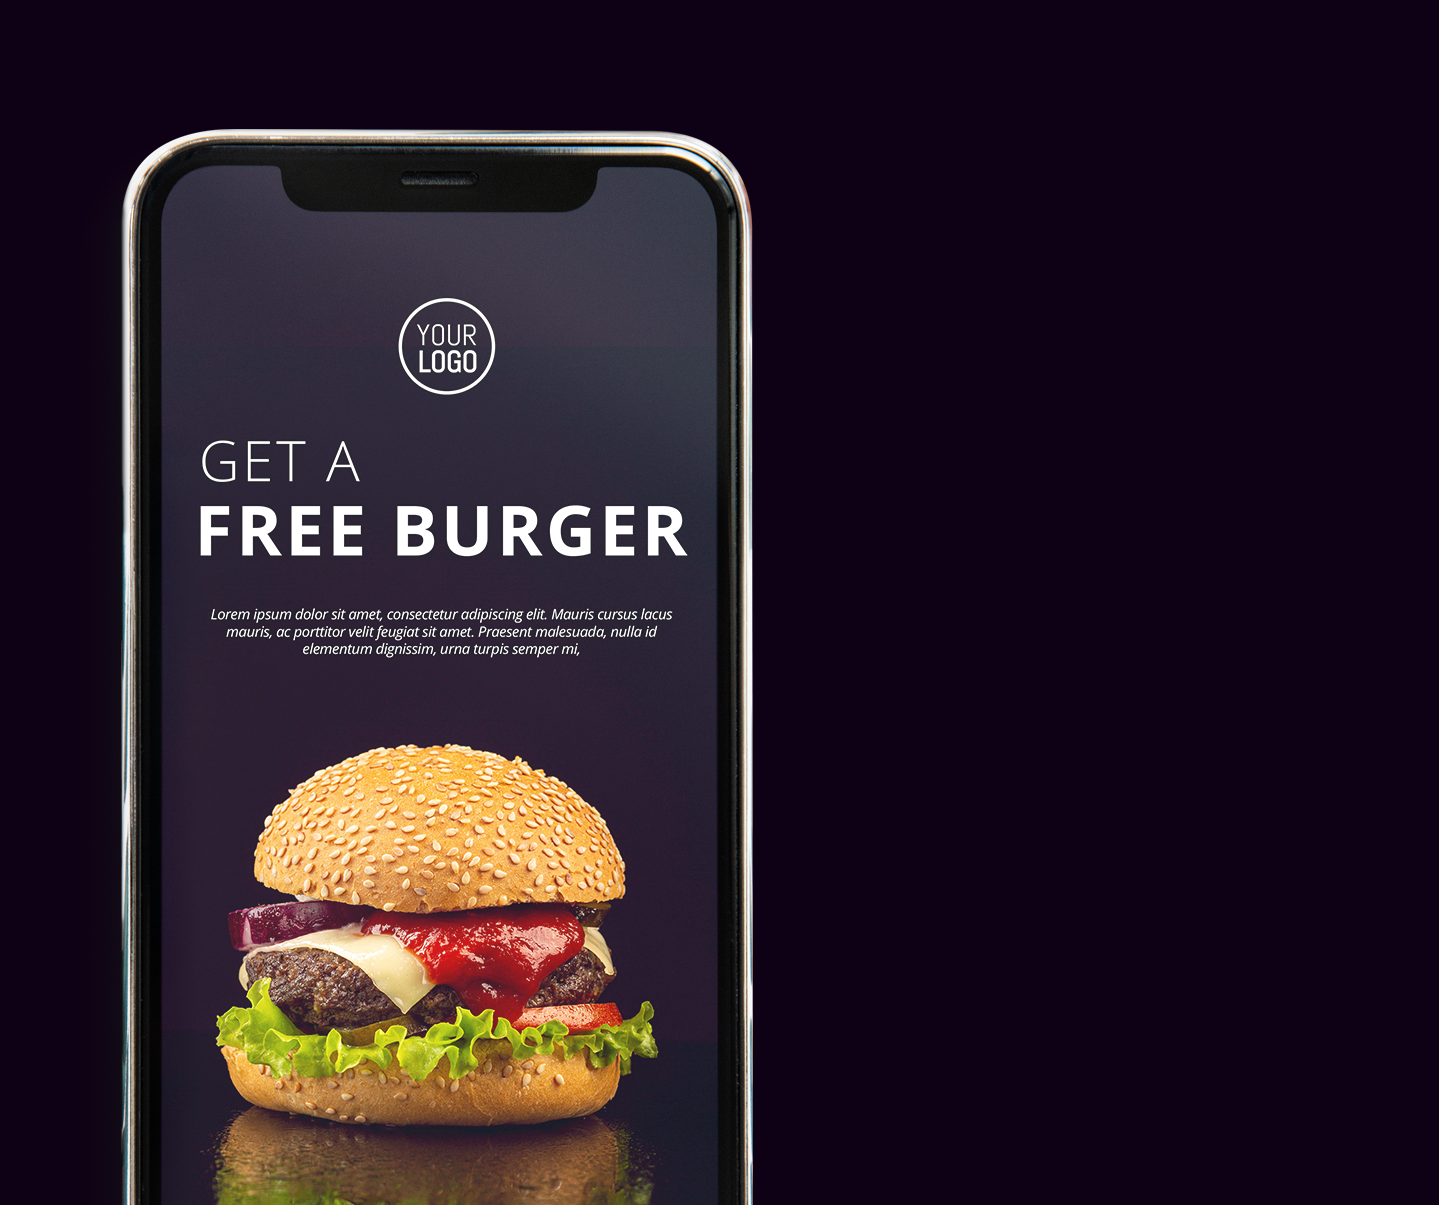 YOUR
LOGO
GET A
FREE BURGER
Lorem ipsum dolor sit amet, consectetur adipiscing elit. Mauris cursus lacus
mauris, ac porttitor velit feugiat sit amet. Praesent malesuada, nulla id
elementum dignissim, urna turpis semper mi,